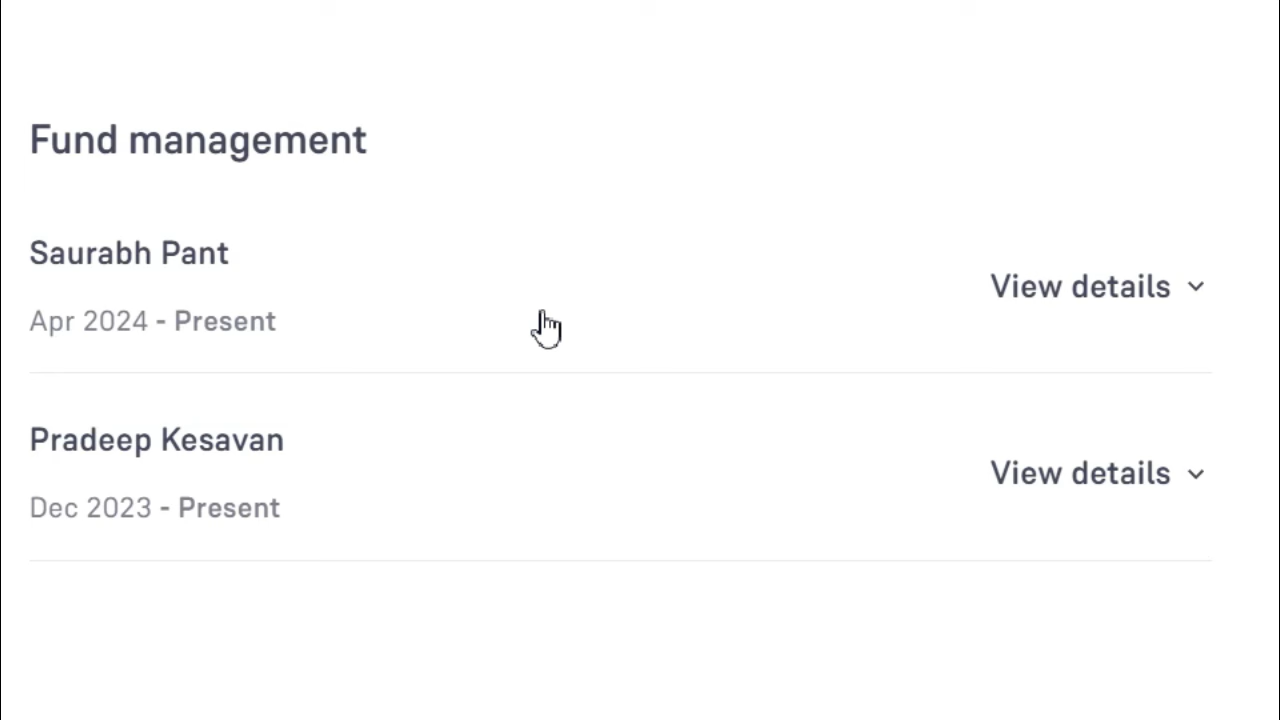 Fund management
Saurabh Pant
View details
Apr 2024 - Present
Pradeep Kesavan
View details
Dec 2023 - Present